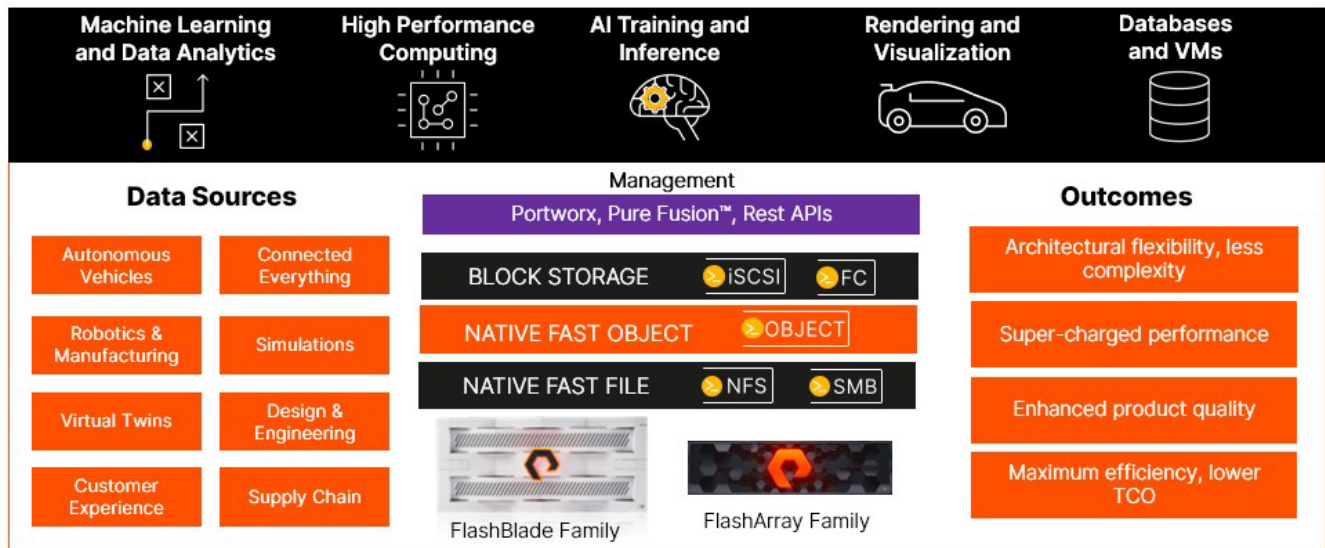 Machine Learning
and Data Analytics
High Performance
Computing
AI Training and
Inference
Rendering and
Visualization
Databases
and VMs
Data Sources
Autonomous
Vehicles
Connected
Everything
Robotics &
Manufacturing
Simulations
Virtual Twins
Design &
Engineering
Customer
Experience
Supply Chain
Management
Portworx, Pure Fusion™, Rest APIs
BLOCK STORAGE iSCSI FC
NATIVE FAST OBJECT OBJECT
NATIVE FAST FILE NFS SMB
FlashBlade Family
FlashArray Family
Outcomes
Architectural flexibility, less
complexity
Super-charged performance
Enhanced product quality
Maximum efficiency, lower
TCO